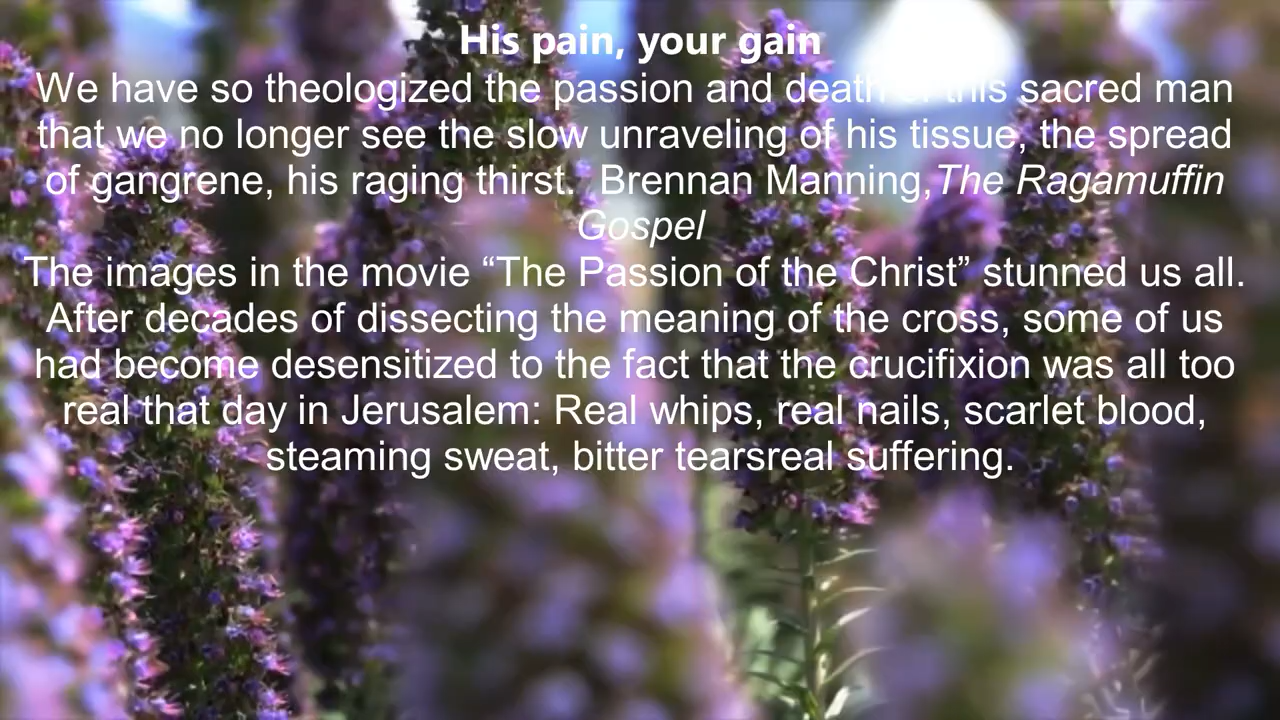 His pain, your gain
We have so theologized the passion and death of this sacred man
that we no longer see the slow unraveling of his tissue, the spread
of gangrene, his raging thirst.  Brennan Manning,The Ragamuffin
Gospel
The images in the movie “The Passion of the Christ” stunned us all.
After decades of dissecting the meaning of the cross, some of us
had become desensitized to the fact that the crucifixion was all too
real that day in Jerusalem: Real whips, real nails, scarlet blood,
steaming sweat, bitter tearsreal suffering.